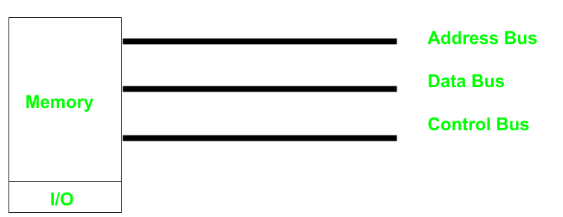 Address Bus
Data Bus
Memory
Control Bus
I/O